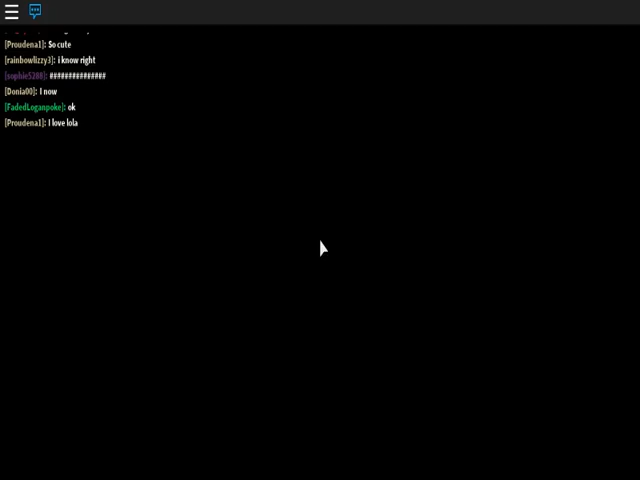 [Proudena1]: So cute
[rainbowlizzy3]: i know right
[sophie5288]: ##############
[Donia00]: I now
[FadedLoganpoke]: ok
[Proudena1]: I love lola